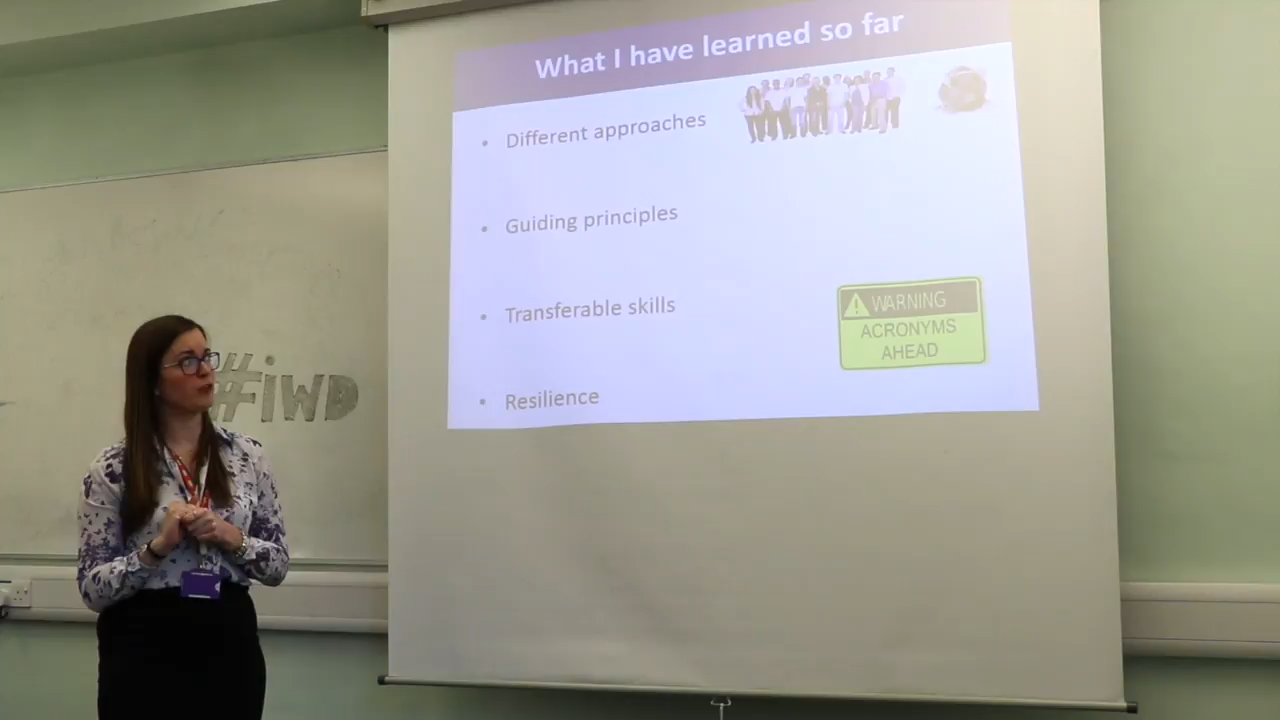 What I have learned so far
• Different approaches
• Guiding principles
• Transferable skills
WARNING
ACRONYMS
AHEAD
• Resilience
#iWD